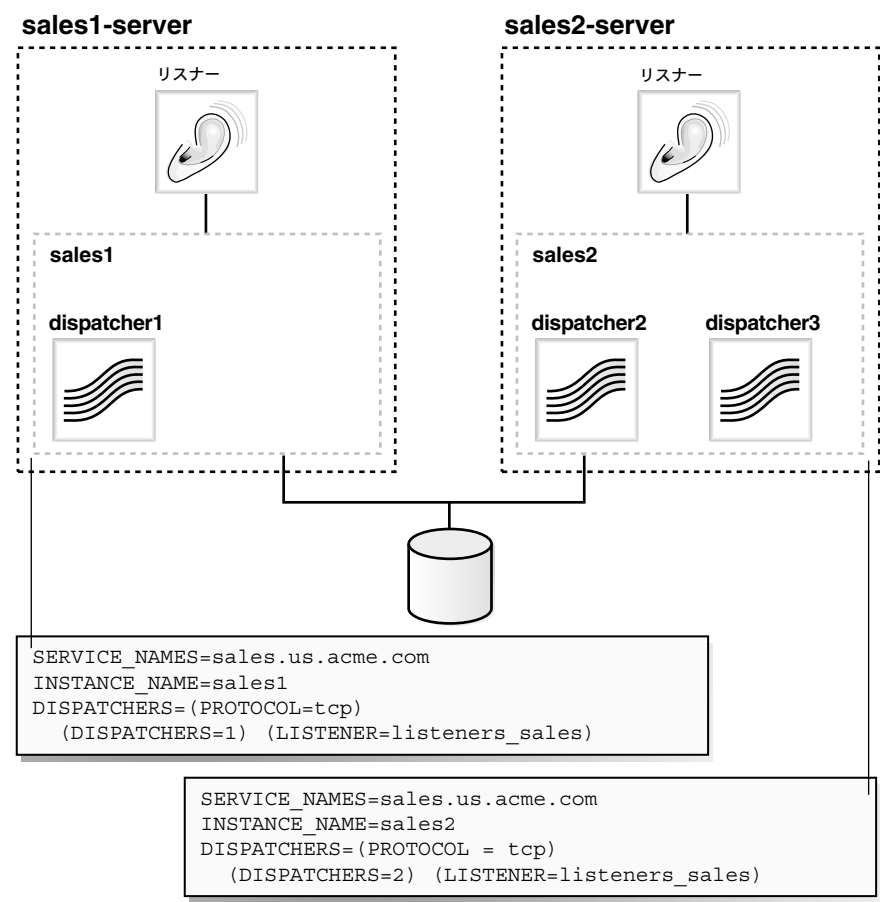 sales1-server
リスナー
sales1
dispatcher1
sales2-server
リスナー
sales2
dispatcher2
dispatcher3
SERVICE_NAMES=sales.us.acme.com
INSTANCE_NAME=sales1
DISPATCHERS=(PROTOCOL=tcp)
(DISPATCHERS=1) (LISTENER=listeners_sales)
SERVICE_NAMES=sales.us.acme.com
INSTANCE_NAME=sales2
DISPATCHERS=(PROTOCOL = tcp)
(DISPATCHERS=2) (LISTENER=listeners_sales)